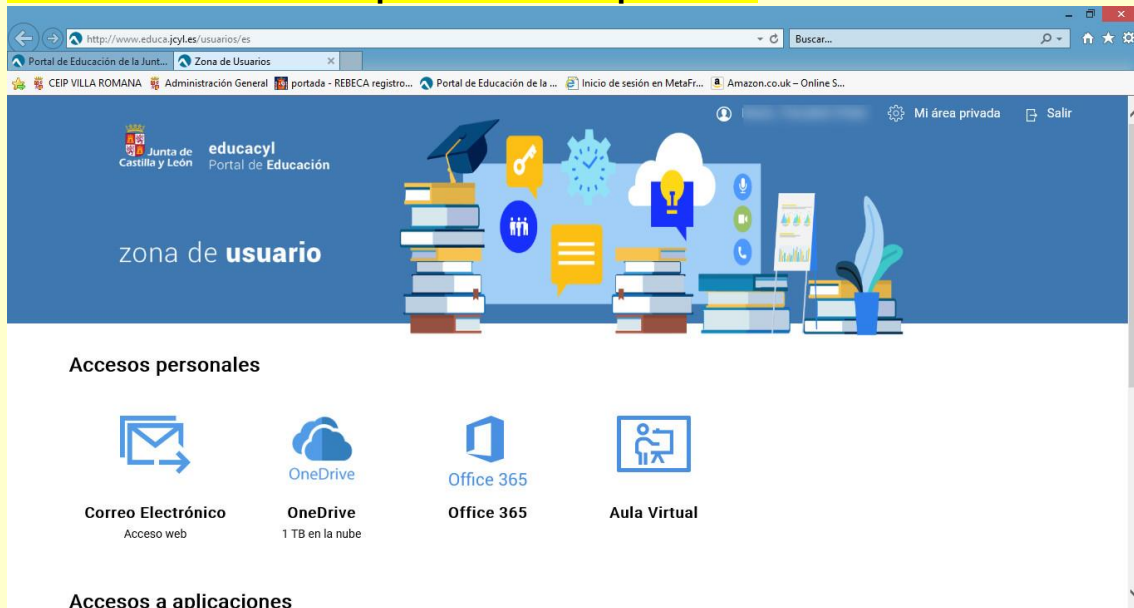 http://www.educa.jcyl.es/usuarios/es
Buscar...
Portal de Educación de la Junt...
Zona de Usuarios
CEIP VILLA ROMANA
Administración General
portada - REBECA registro...
Portal de Educación de la ...
Inicio de sesión en MetaFr...
Amazon.co.uk – Online S...
Mi área privada
Salir
Junta de
Castilla y León
educacyl
Portal de Educación
zona de usuario
Accesos personales
OneDrive
Office 365
Correo Electrónico
Acceso web
OneDrive
1 TB en la nube
Office 365
Aula Virtual
Accesos a aplicaciones